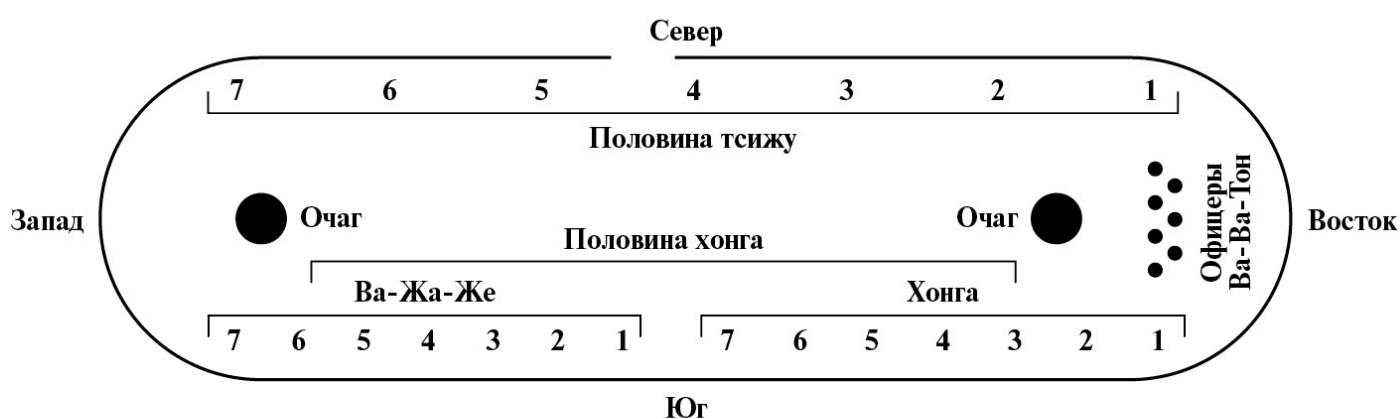 Север
7 6 5 4 3 2 1
Половина тсижу
Запад
Очаг
Очаг
Офицеры
Ва-Ва-Тон
Восток
Половина хонга
Ва-Жа-Же
Хонга
7 6 5 4 3 2 1
7 6 5 4 3 2 1
Юг